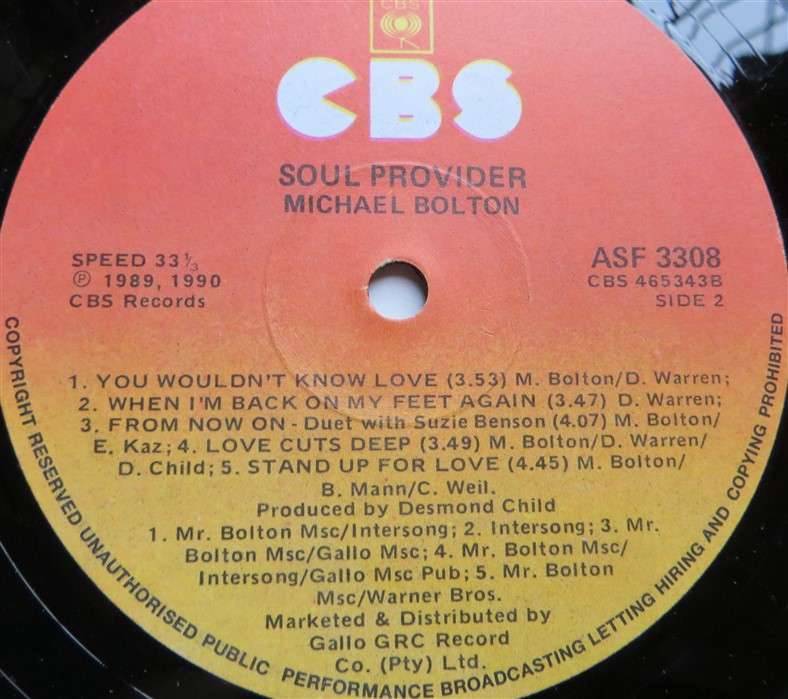 CBS
CBS
SOUL PROVIDER
MICHAEL BOLTON
SPEED 33⅓
℗ 1989, 1990
CBS Records
ASF 3308
CBS 465343B
SIDE 2
1. YOU WOULDN'T KNOW LOVE (3.53) M. Bolton/D. Warren;
2. WHEN I'M BACK ON MY FEET AGAIN (3.47) D. Warren;
3. FROM NOW ON - Duet with Suzie Benson (4.07) M. Bolton/
E. Kaz; 4. LOVE CUTS DEEP (3.49) M. Bolton/D. Warren/
D. Child; 5. STAND UP FOR LOVE (4.45) M. Bolton/
B. Mann/C. Weil.
Produced by Desmond Child
1. Mr. Bolton Msc/Intersong; 2. Intersong; 3. Mr.
Bolton Msc/Gallo Msc; 4. Mr. Bolton Msc/
Intersong/Gallo Msc Pub; 5. Mr. Bolton
Msc/Warner Bros.
Marketed & Distributed by
Gallo GRC Record
Co. (Pty) Ltd.
COPYRIGHT RESERVED UNAUTHORISED PUBLIC PERFORMANCE BROADCASTING LETTING HIRING AND COPYING PROHIBITED